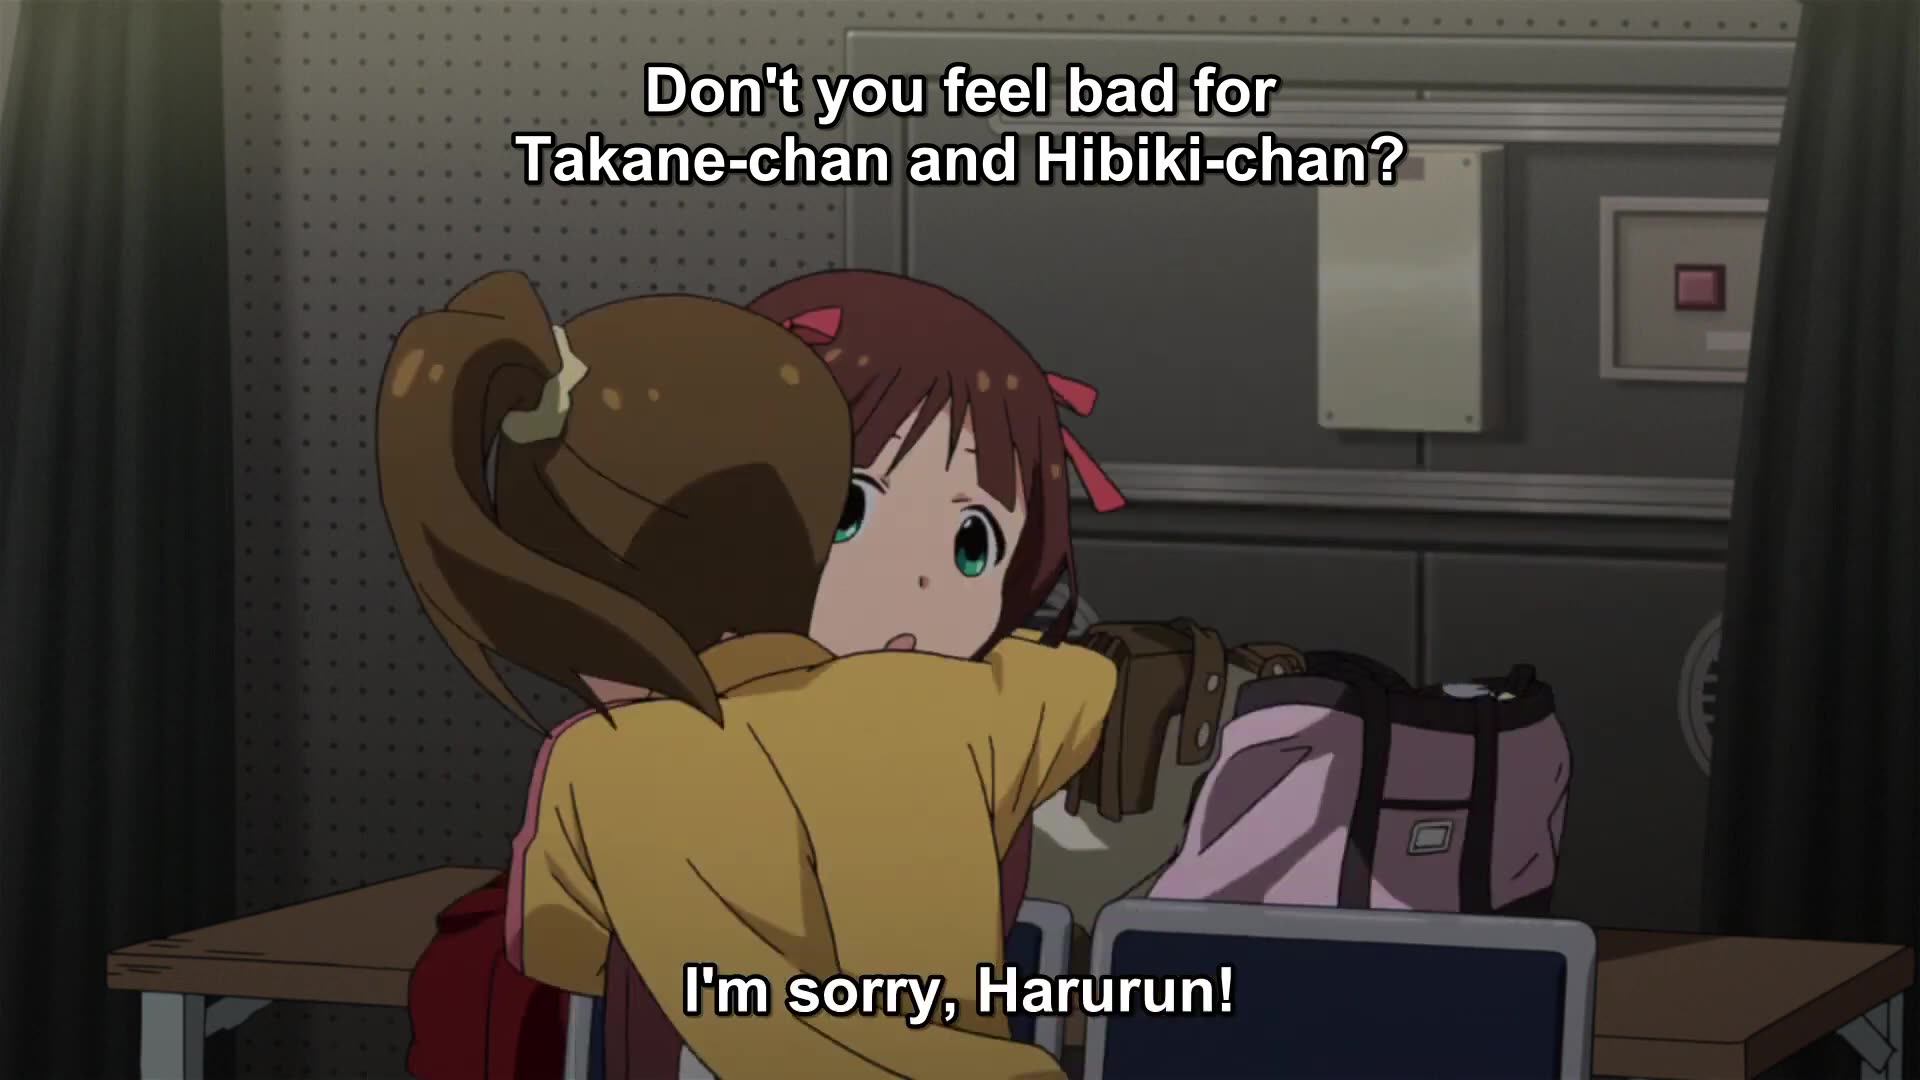 Don't you feel bad for
Takane-chan and Hibiki-chan?
I'm sorry, Harurun!